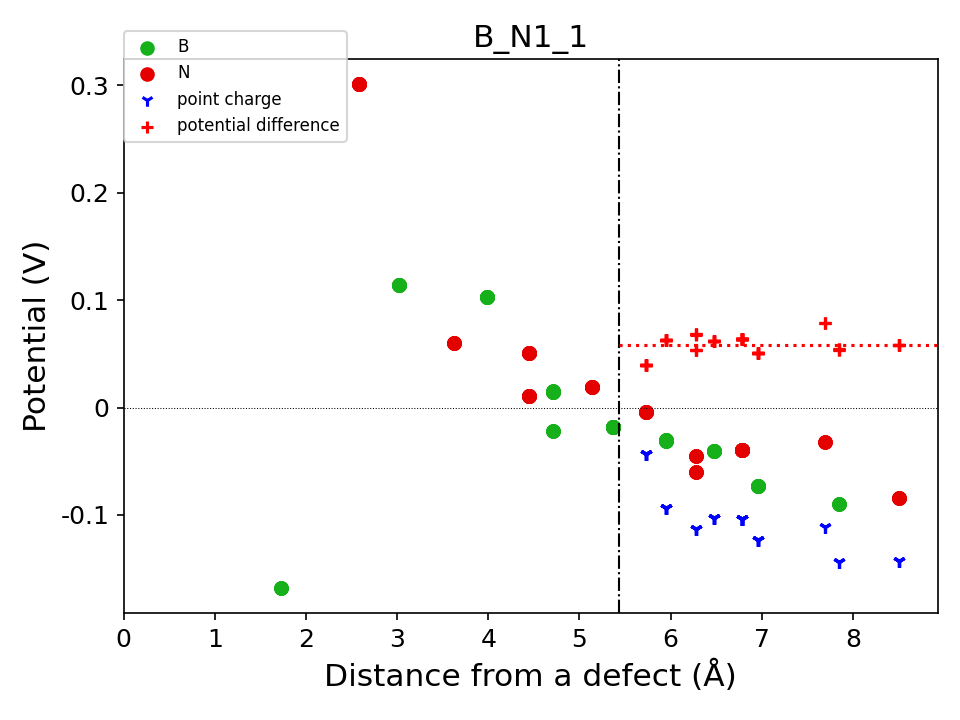 B_N1_1
B
N
point charge
potential difference
0.3
0.2
0.1
0
-0.1
Potential (V)
0 1 2 3 4 5 6 7 8
Distance from a defect (Å)